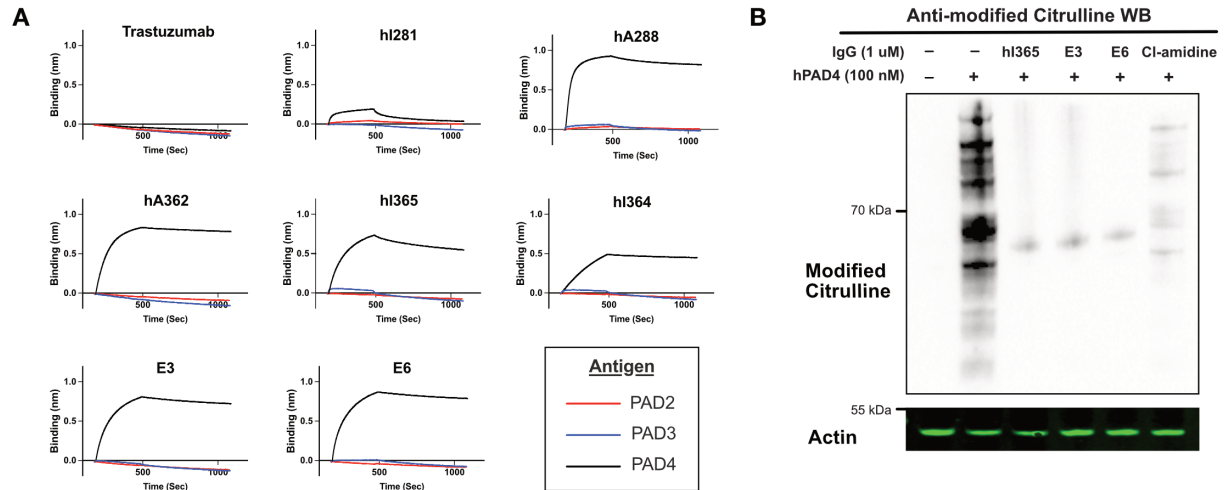 A
Trastuzumab
Binding (nm)
1.0
0.5
0.0
500
1000
Time (Sec)
hI281
Binding (nm)
1.0
0.5
0.0
500
1000
Time (Sec)
hA288
Binding (nm)
1.0
0.5
0.0
500
1000
Time (Sec)
hA362
Binding (nm)
1.0
0.5
0.0
500
1000
Time (Sec)
hI365
Binding (nm)
1.0
0.5
0.0
500
1000
Time (Sec)
hI364
Binding (nm)
1.0
0.5
0.0
500
1000
Time (Sec)
E3
Binding (nm)
1.0
0.5
0.0
500
1000
Time (Sec)
E6
Binding (nm)
1.0
0.5
0.0
500
1000
Time (Sec)
Antigen
PAD2
PAD3
PAD4
B
Anti-modified Citrulline WB
IgG (1 uM) – – hI365 E3 E6 Cl-amidine
hPAD4 (100 nM) – + + + + +
70 kDa
Modified
Citrulline
55 kDa
Actin